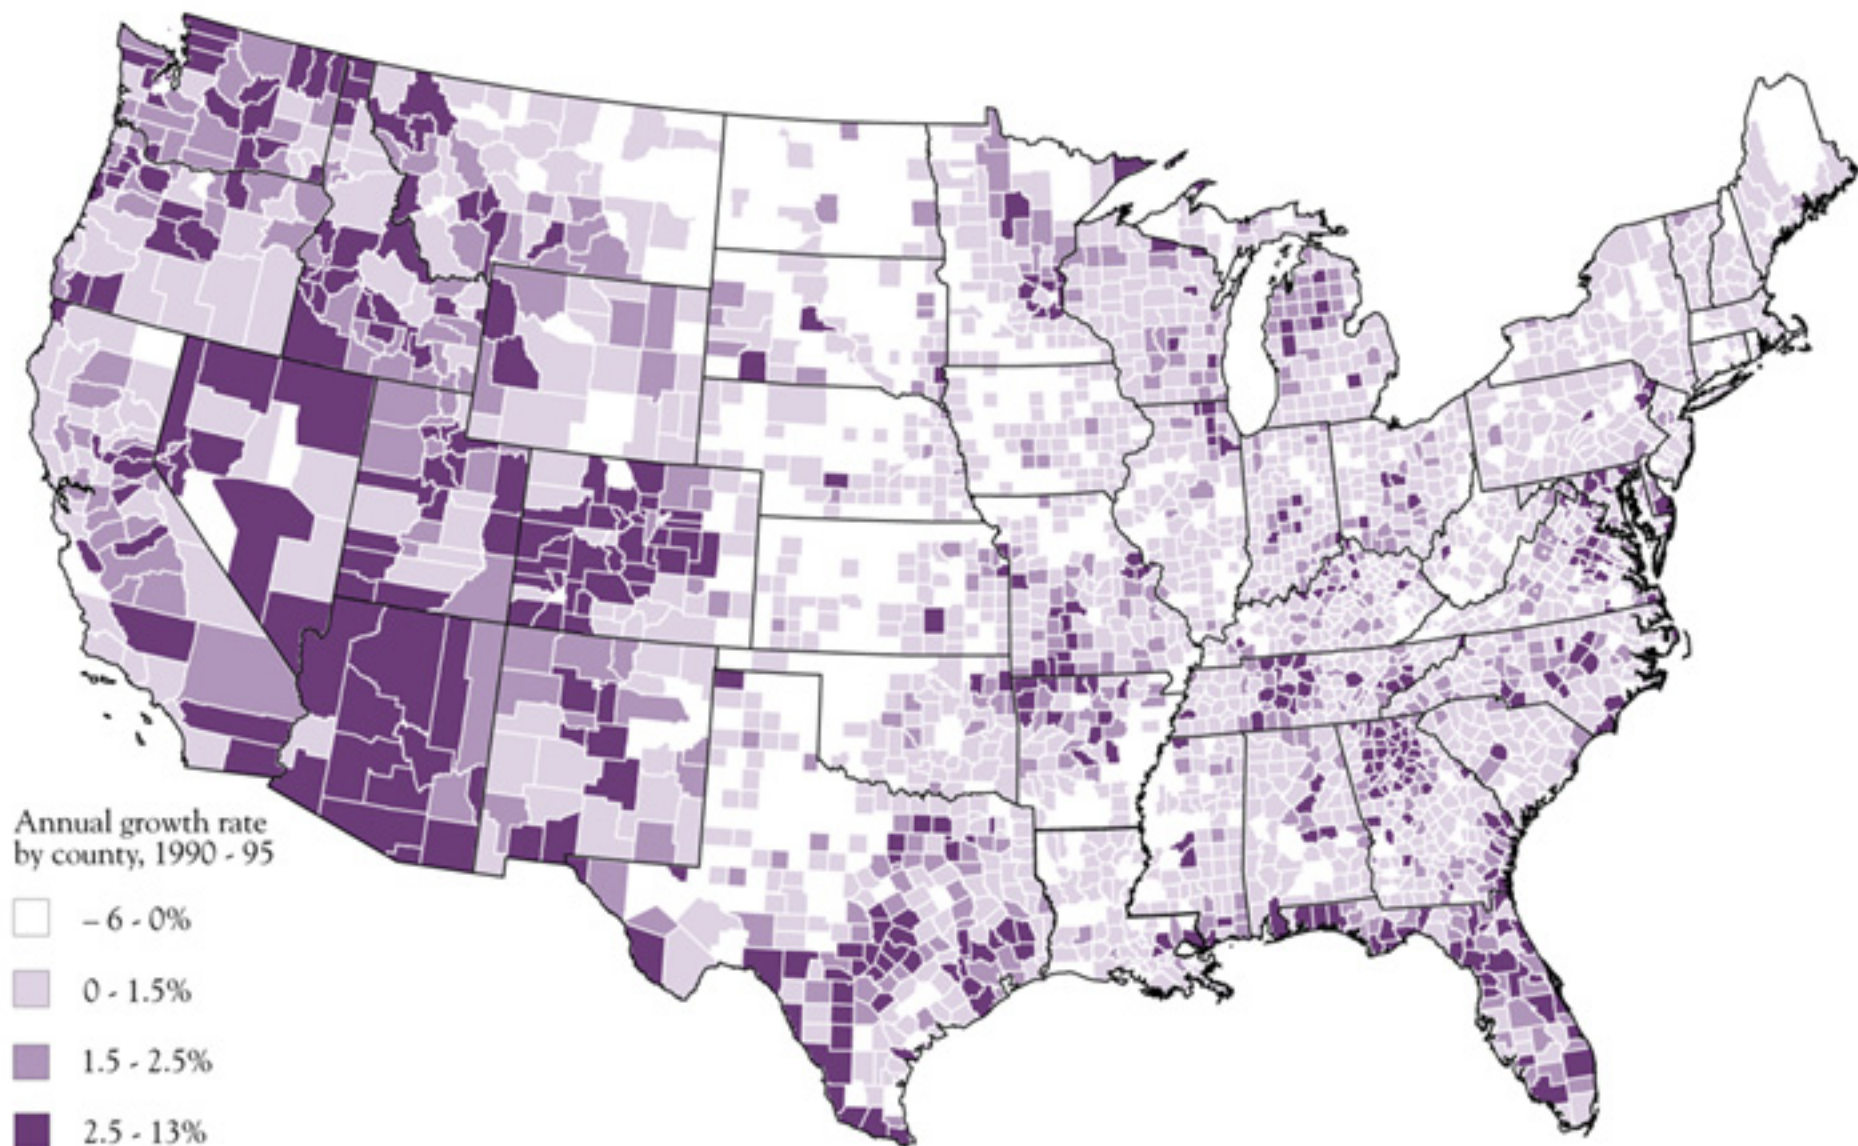 Annual growth rate
by county, 1990 - 95
– 6 - 0%
0 - 1.5%
1.5 - 2.5%
2.5 - 13%